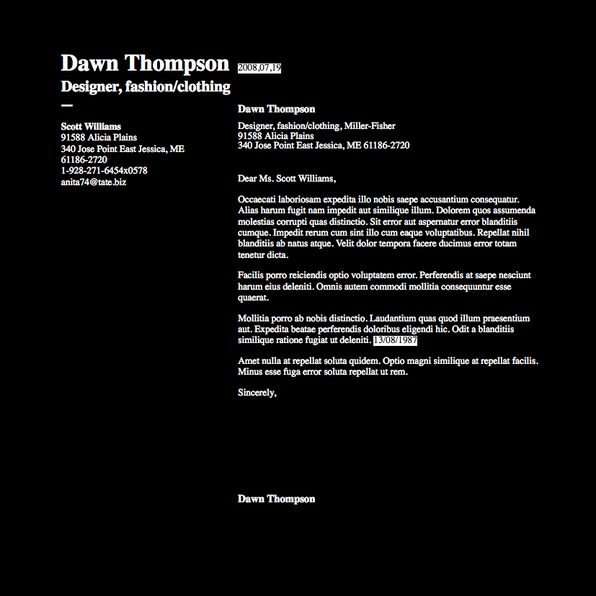 Dawn Thompson
Designer, fashion/clothing
—
Scott Williams
91588 Alicia Plains
340 Jose Point East Jessica, ME
61186-2720
1-928-271-6454x0578
anita74@tate.biz
2008,07,19
Dawn Thompson
Designer, fashion/clothing, Miller-Fisher
91588 Alicia Plains
340 Jose Point East Jessica, ME 61186-2720
Dear Ms. Scott Williams,
Occaecati laboriosam expedita illo nobis saepe accusantium consequatur.
Alias harum fugit nam impedit aut similique illum. Dolorem quos assumenda
molestias corrupti quas distinctio. Sit error aut aspernatur error blanditiis
cumque. Impedit rerum cum sint illo cum eaque voluptatibus. Repellat nihil
blanditiis ab natus atque. Velit dolor tempora facere ducimus error totam
tenetur dicta.
Facilis porro reiciendis optio voluptatem error. Perferendis at saepe nesciunt
harum eius deleniti. Omnis autem commodi mollitia consequuntur esse
quaerat.
Mollitia porro ab nobis distinctio. Laudantium quas quod illum praesentium
aut. Expedita beatae perferendis doloribus eligendi hic. Odit a blanditiis
similique ratione fugiat ut deleniti. 13/08/1987
Amet nulla at repellat soluta quidem. Optio magni similique at repellat facilis.
Minus esse fuga error soluta repellat ut rem.
Sincerely,
Dawn Thompson